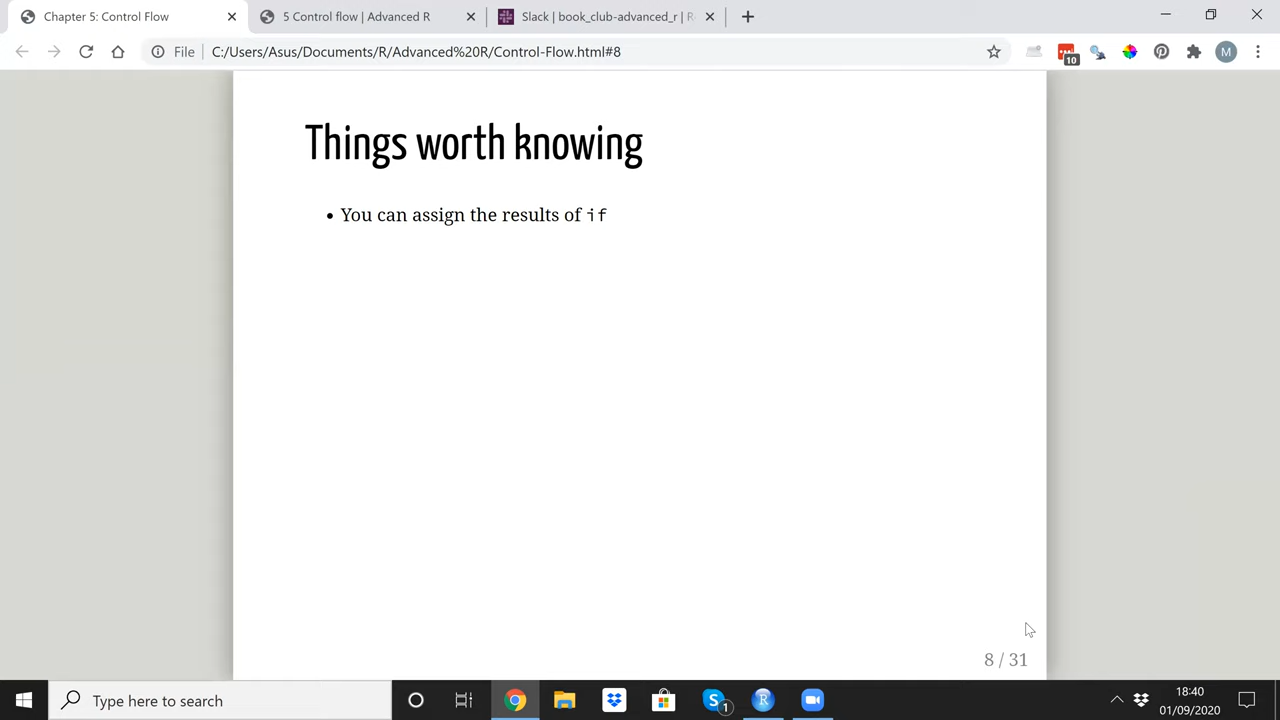 Chapter 5: Control Flow
5 Control flow | Advanced R
Slack | book_club-advanced_r | R
File
C:/Users/Asus/Documents/R/Advanced%20R/Control-Flow.html#8
10
M
Things worth knowing
• You can assign the results of if
8 / 31
Type here to search
S
1
R
18:40
01/09/2020